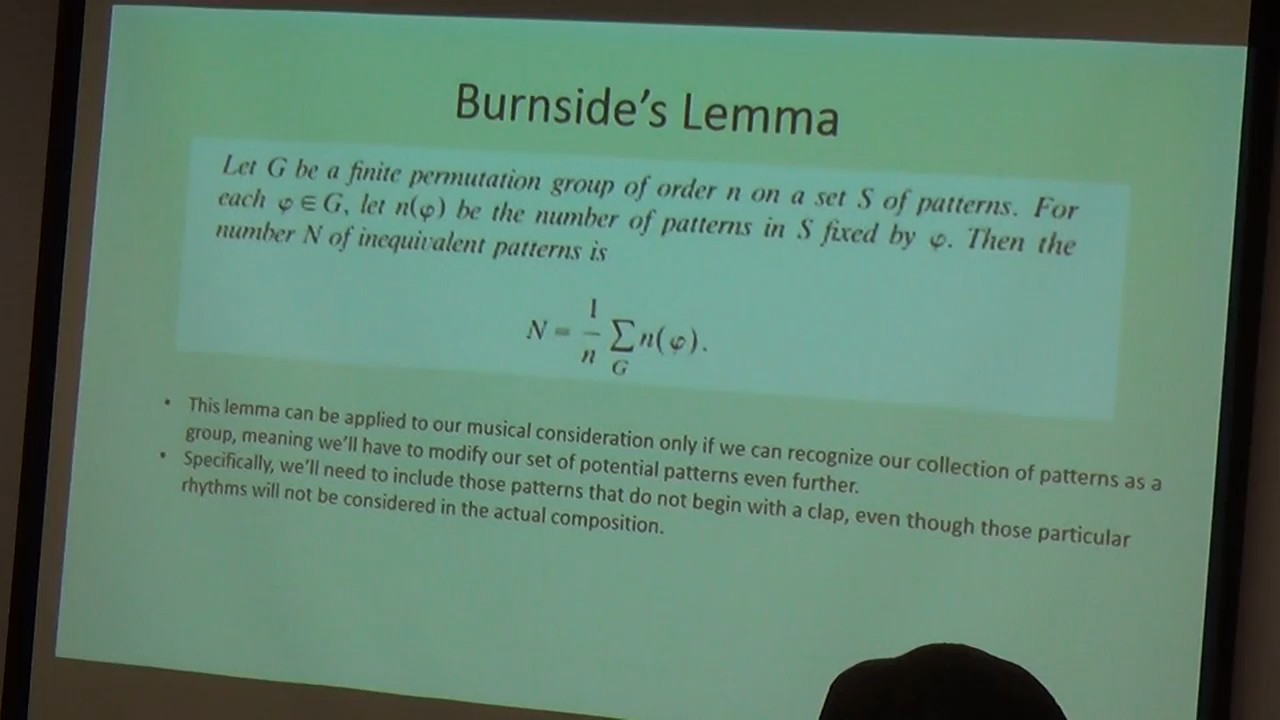 Burnside's Lemma
Let G be a finite permutation group of order n on a set S of patterns. For
each φ ∈ G, let n(φ) be the number of patterns in S fixed by φ. Then the
number N of inequivalent patterns is
N = 1/n ∑_G n(φ).
• This lemma can be applied to our musical consideration only if we can recognize our collection of patterns as a
group, meaning we'll have to modify our set of potential patterns even further.
• Specifically, we'll need to include those patterns that do not begin with a clap, even though those particular
rhythms will not be considered in the actual composition.